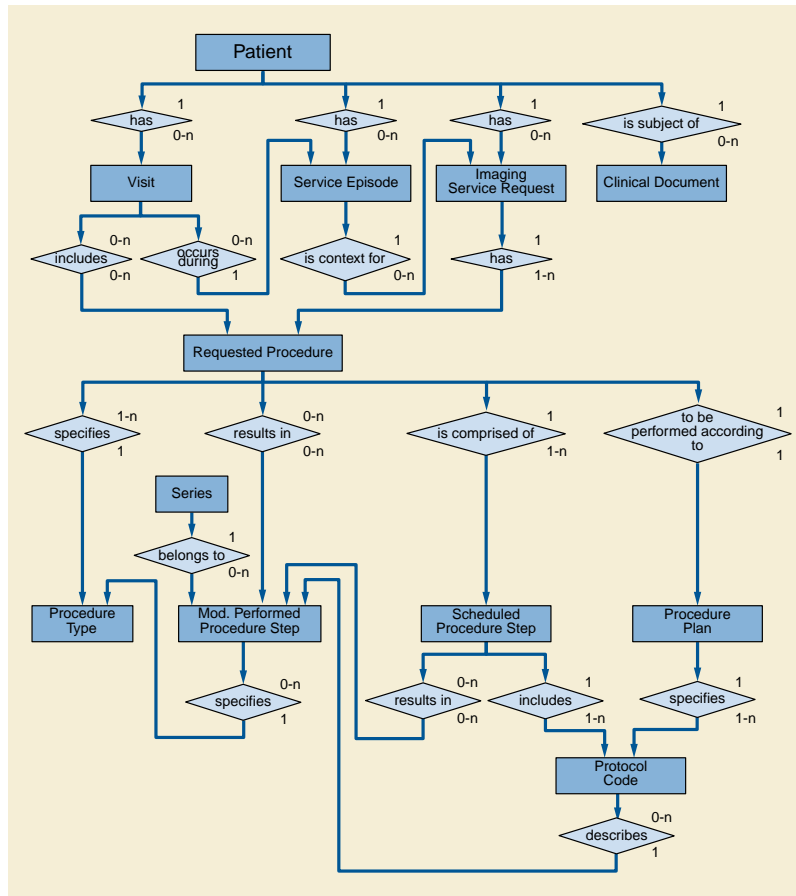 Patient
1
1
1
1
has
has
has
is subject of
0-n
0-n
0-n
0-n
Visit
Service Episode
Imaging
Service Request
Clinical Document
0-n
0-n
1
1
includes
occurs
during
is context for
has
0-n
1
0-n
1-n
Requested Procedure
1-n
0-n
1
1
specifies
results in
is comprised of
to be
performed according
to
1
0-n
1-n
1
Series
1
belongs to
0-n
Procedure
Type
Mod. Performed
Procedure Step
Scheduled
Procedure Step
Procedure
Plan
0-n
0-n
1
1
specifies
results in
includes
specifies
1
0-n
1-n
1-n
Protocol
Code
0-n
describes
1